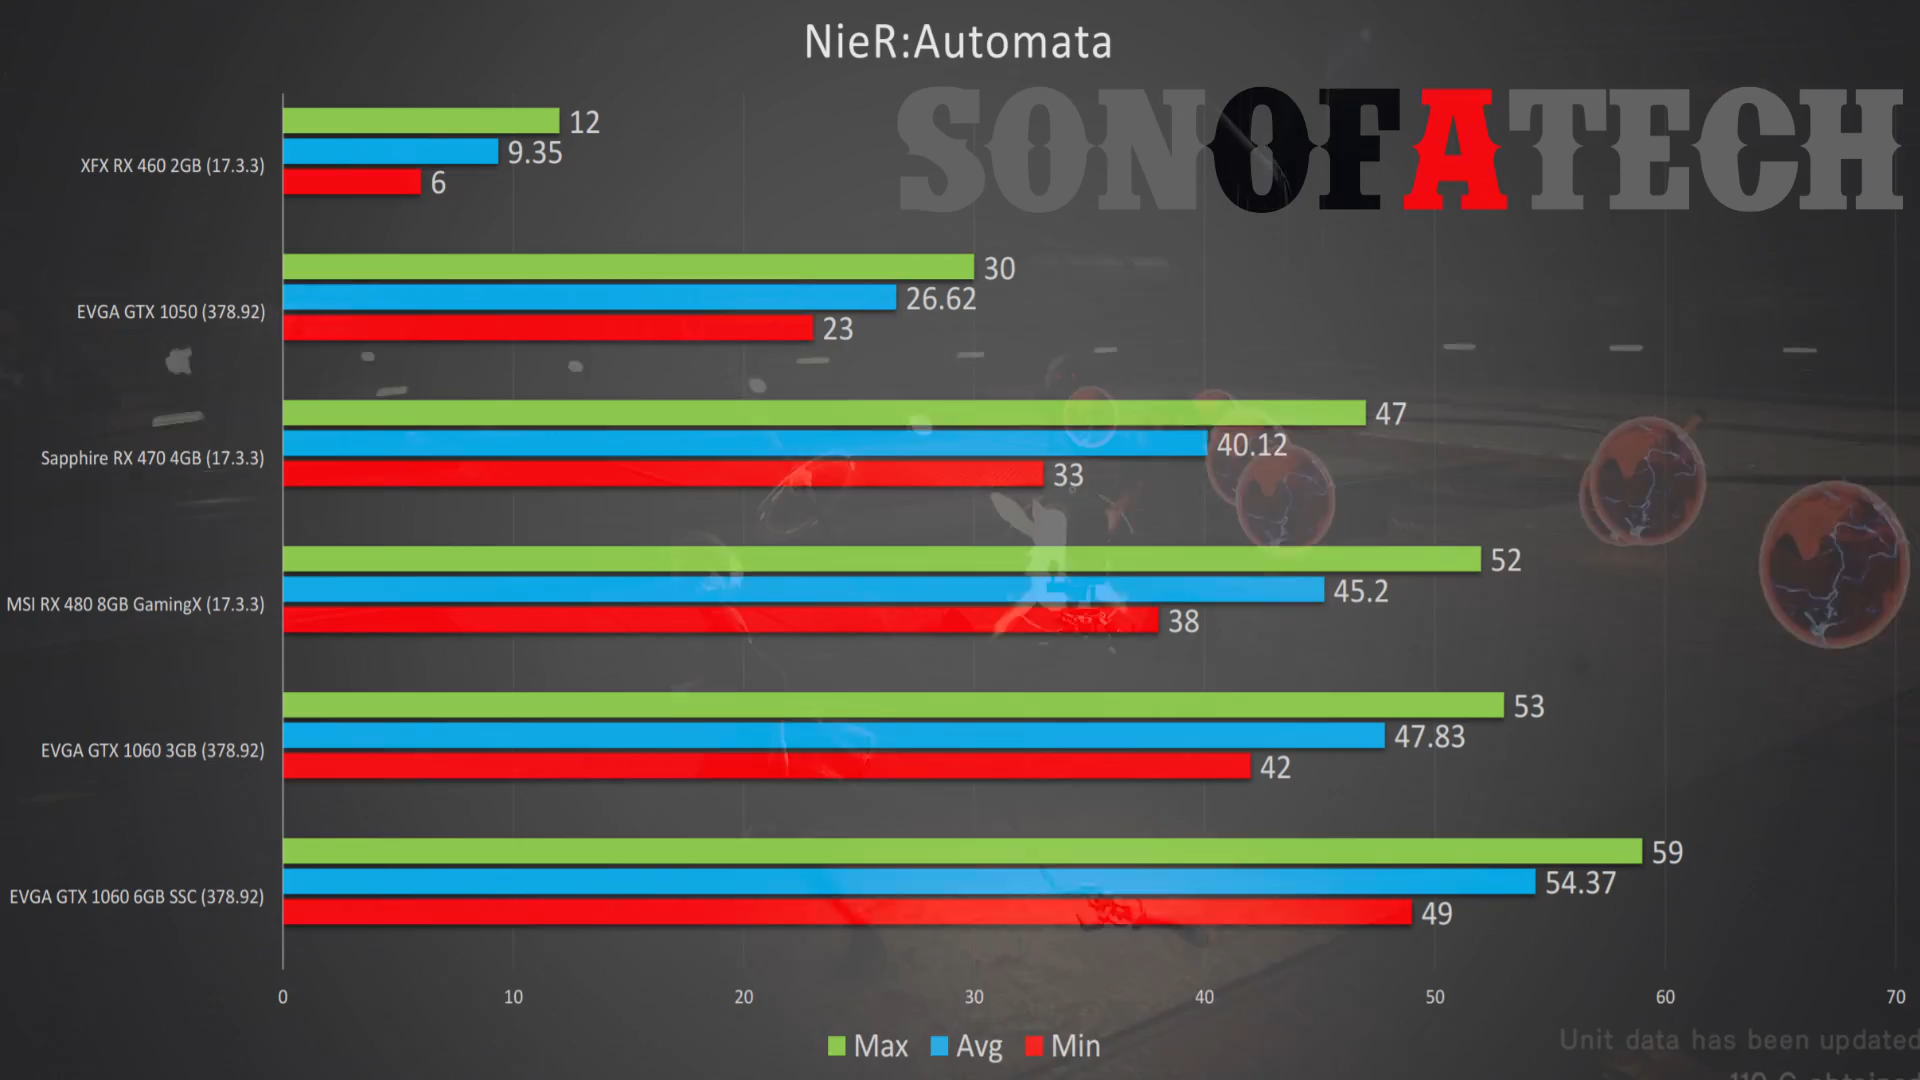 NieR:Automata
SONOFATECH
XFX RX 460 2GB (17.3.3)
12
9.35
6
EVGA GTX 1050 (378.92)
30
26.62
23
Sapphire RX 470 4GB (17.3.3)
47
40.12
33
MSI RX 480 8GB GamingX (17.3.3)
52
45.2
38
EVGA GTX 1060 3GB (378.92)
53
47.83
42
EVGA GTX 1060 6GB SSC (378.92)
59
54.37
49
0 10 20 30 40 50 60 70
Max Avg Min
Unit data has been updated